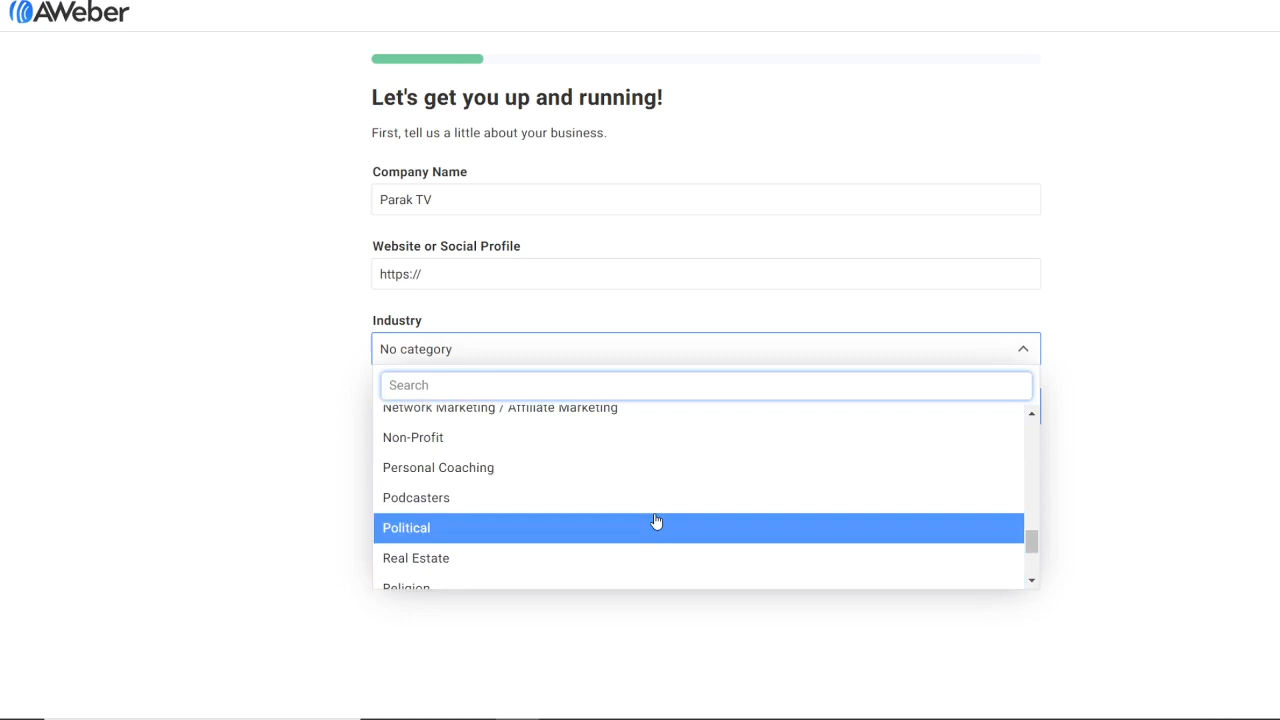 AWeber
Let's get you up and running!
First, tell us a little about your business.
Company Name
Parak TV
Website or Social Profile
https://
Industry
No category
Search
Network Marketing / Affiliate Marketing
Non-Profit
Personal Coaching
Podcasters
Political
Real Estate
Religion